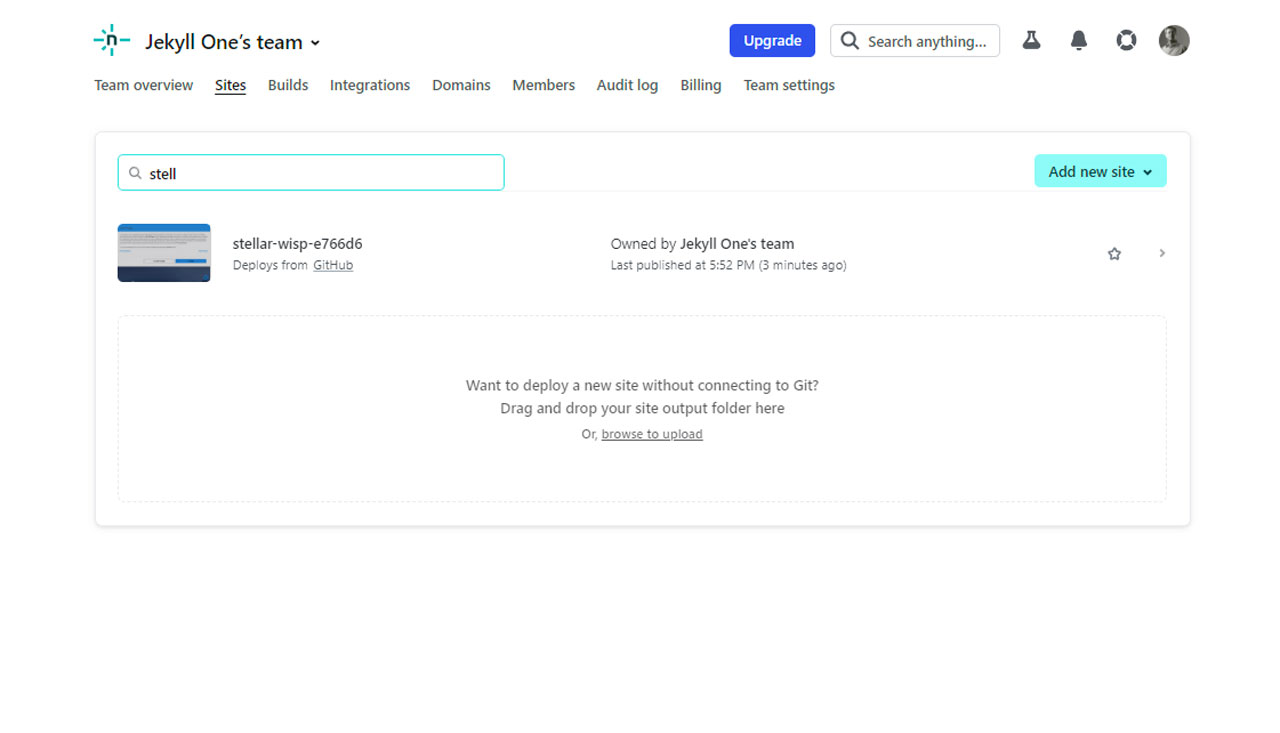 n Jekyll One’s team
Upgrade
Search anything...
Team overview Sites Builds Integrations Domains Members Audit log Billing Team settings
stell
Add new site
stellar-wisp-e766d6
Deploys from GitHub
Owned by Jekyll One's team
Last published at 5:52 PM (3 minutes ago)
Want to deploy a new site without connecting to Git?
Drag and drop your site output folder here
Or, browse to upload